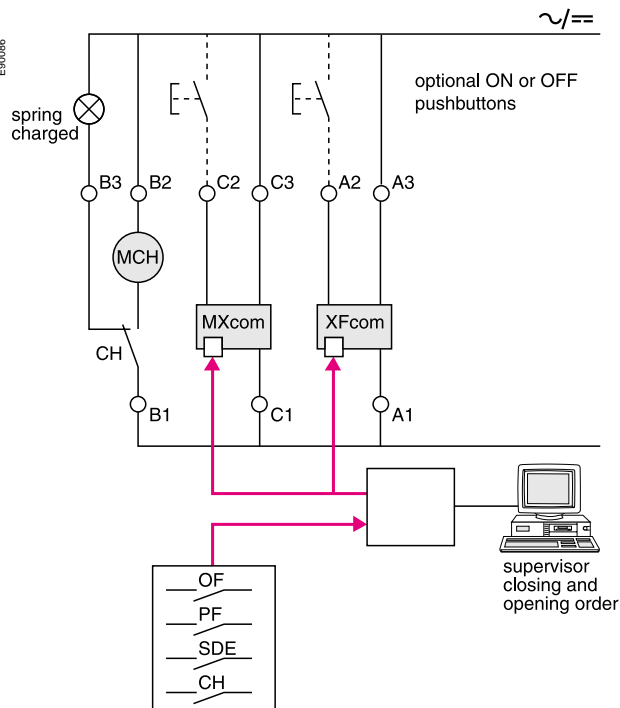 E90086
optional ON or OFF
pushbuttons
spring
charged
B3
B2
C2
C3
A2
A3
MCH
MXcom
XFcom
CH
B1
C1
A1
OF
PF
SDE
CH
supervisor
closing and
opening order